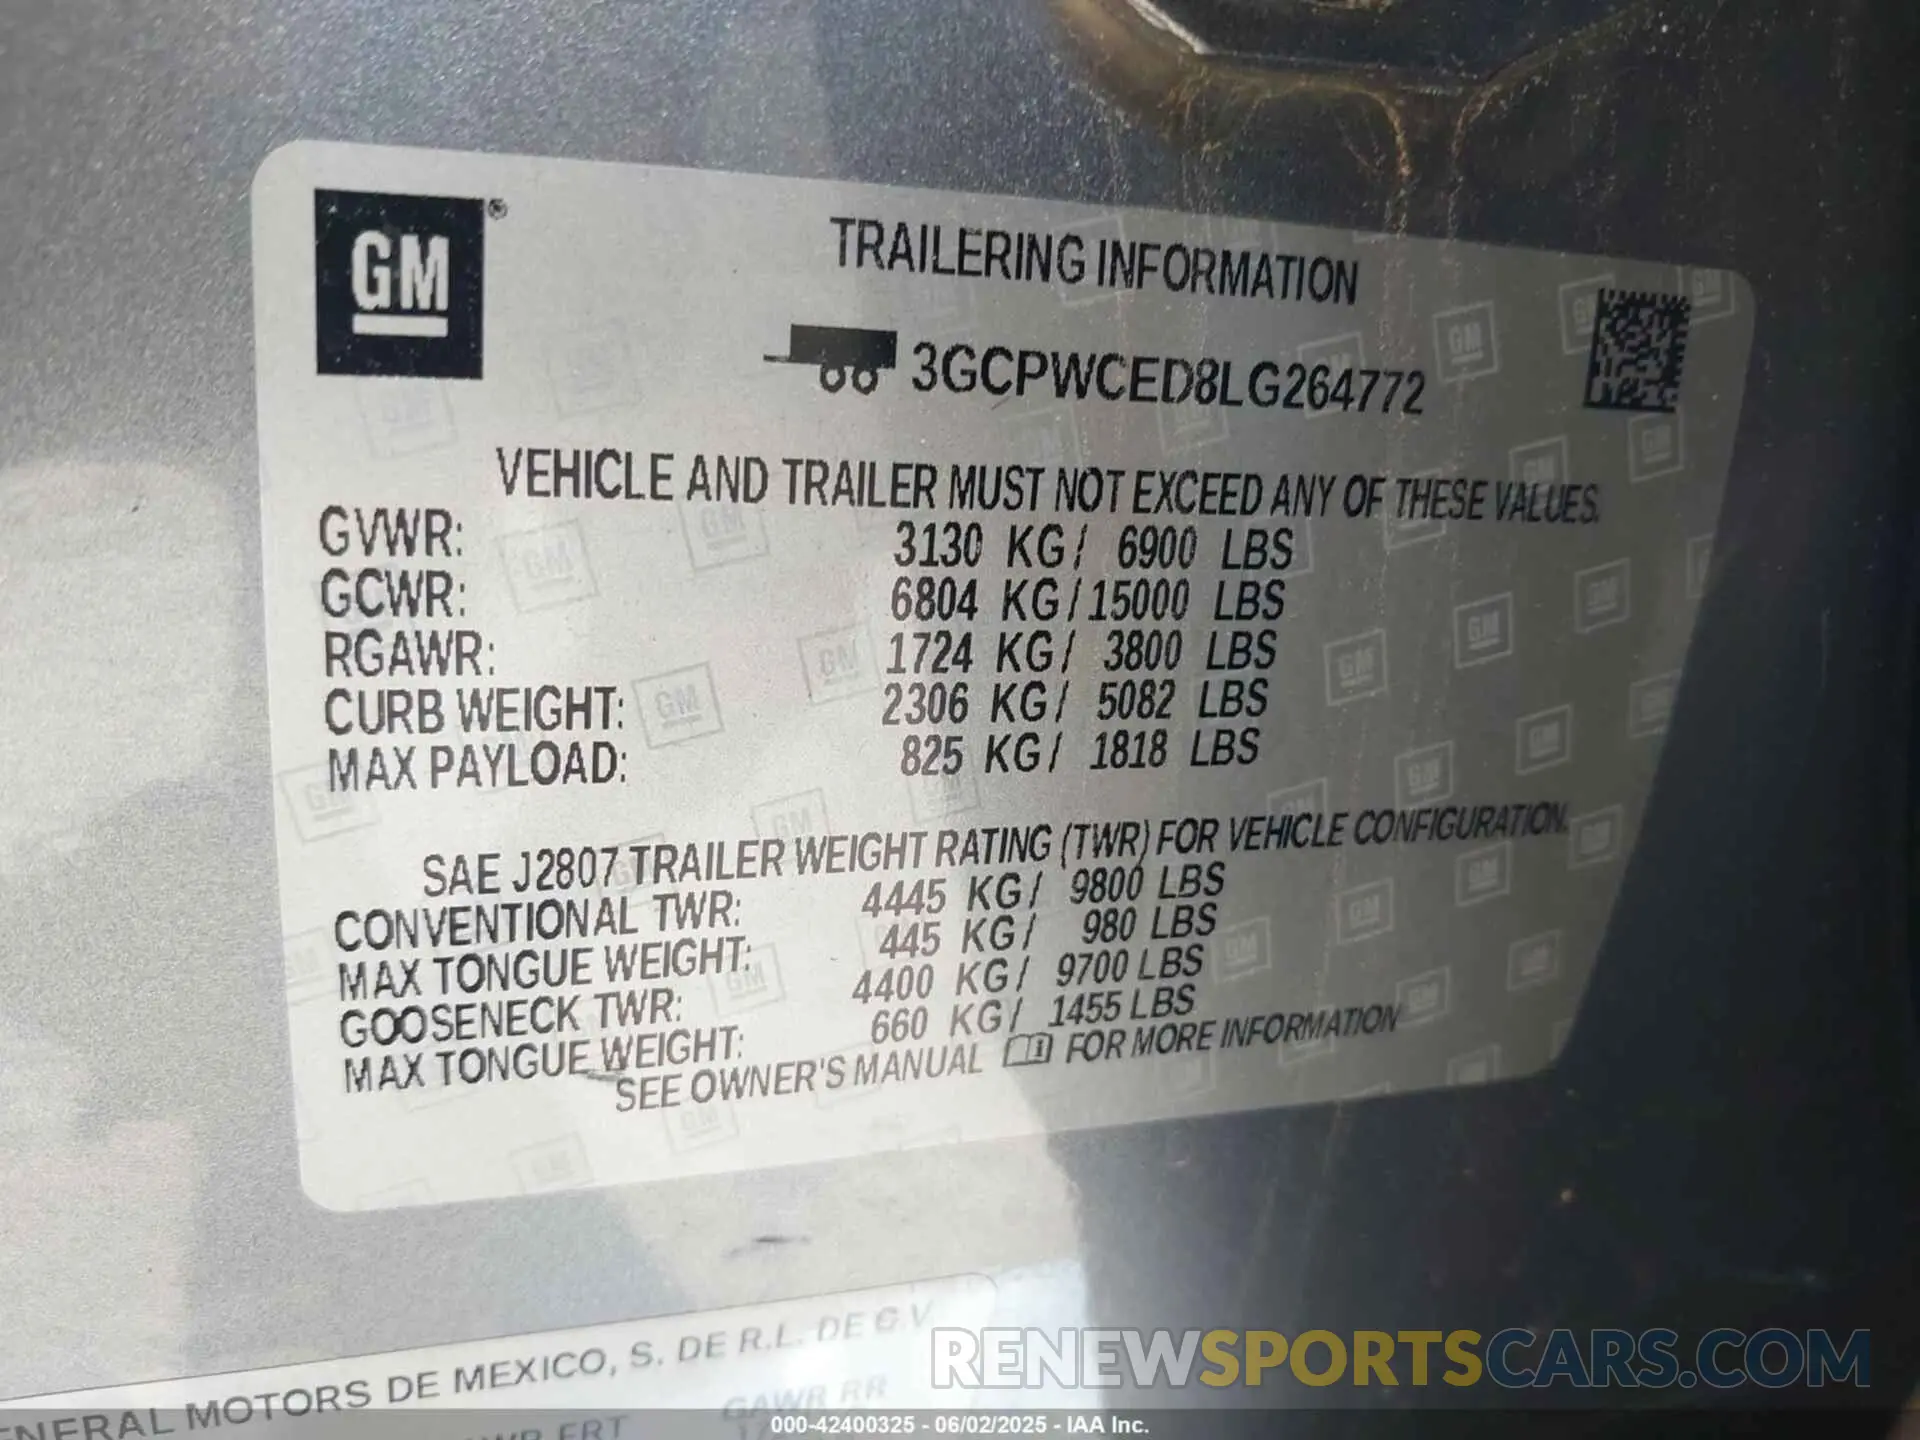 GM®
TRAILERING INFORMATION
3GCPWCED8LG264772
VEHICLE AND TRAILER MUST NOT EXCEED ANY OF THESE VALUES.
GVWR: 3130 KG/ 6900 LBS
GCWR: 6804 KG/15000 LBS
RGAWR: 1724 KG/ 3800 LBS
CURB WEIGHT: 2306 KG/ 5082 LBS
MAX PAYLOAD: 825 KG/ 1818 LBS
SAE J2807 TRAILER WEIGHT RATING (TWR) FOR VEHICLE CONFIGURATION.
CONVENTIONAL TWR: 4445 KG/ 9800 LBS
MAX TONGUE WEIGHT: 445 KG/ 980 LBS
GOOSENECK TWR: 4400 KG/ 9700 LBS
MAX TONGUE WEIGHT: 660 KG/ 1455 LBS
SEE OWNER'S MANUAL FOR MORE INFORMATION
GENERAL MOTORS DE MEXICO, S. DE R.L. DE C.V.
GAWR RR
FRT
RENEWSPORTSCARS.COM
000-42400325 - 06/02/2025 - IAA Inc.